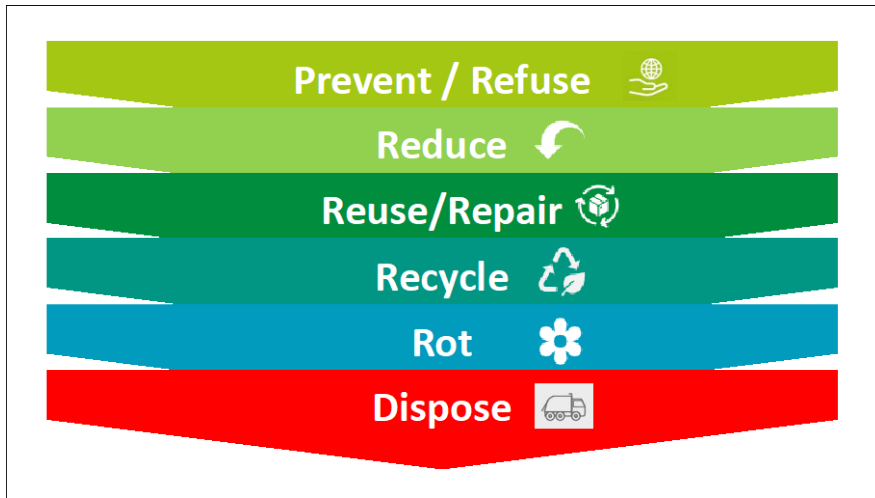 Prevent / Refuse
Reduce
Reuse/Repair
Recycle
Rot
Dispose